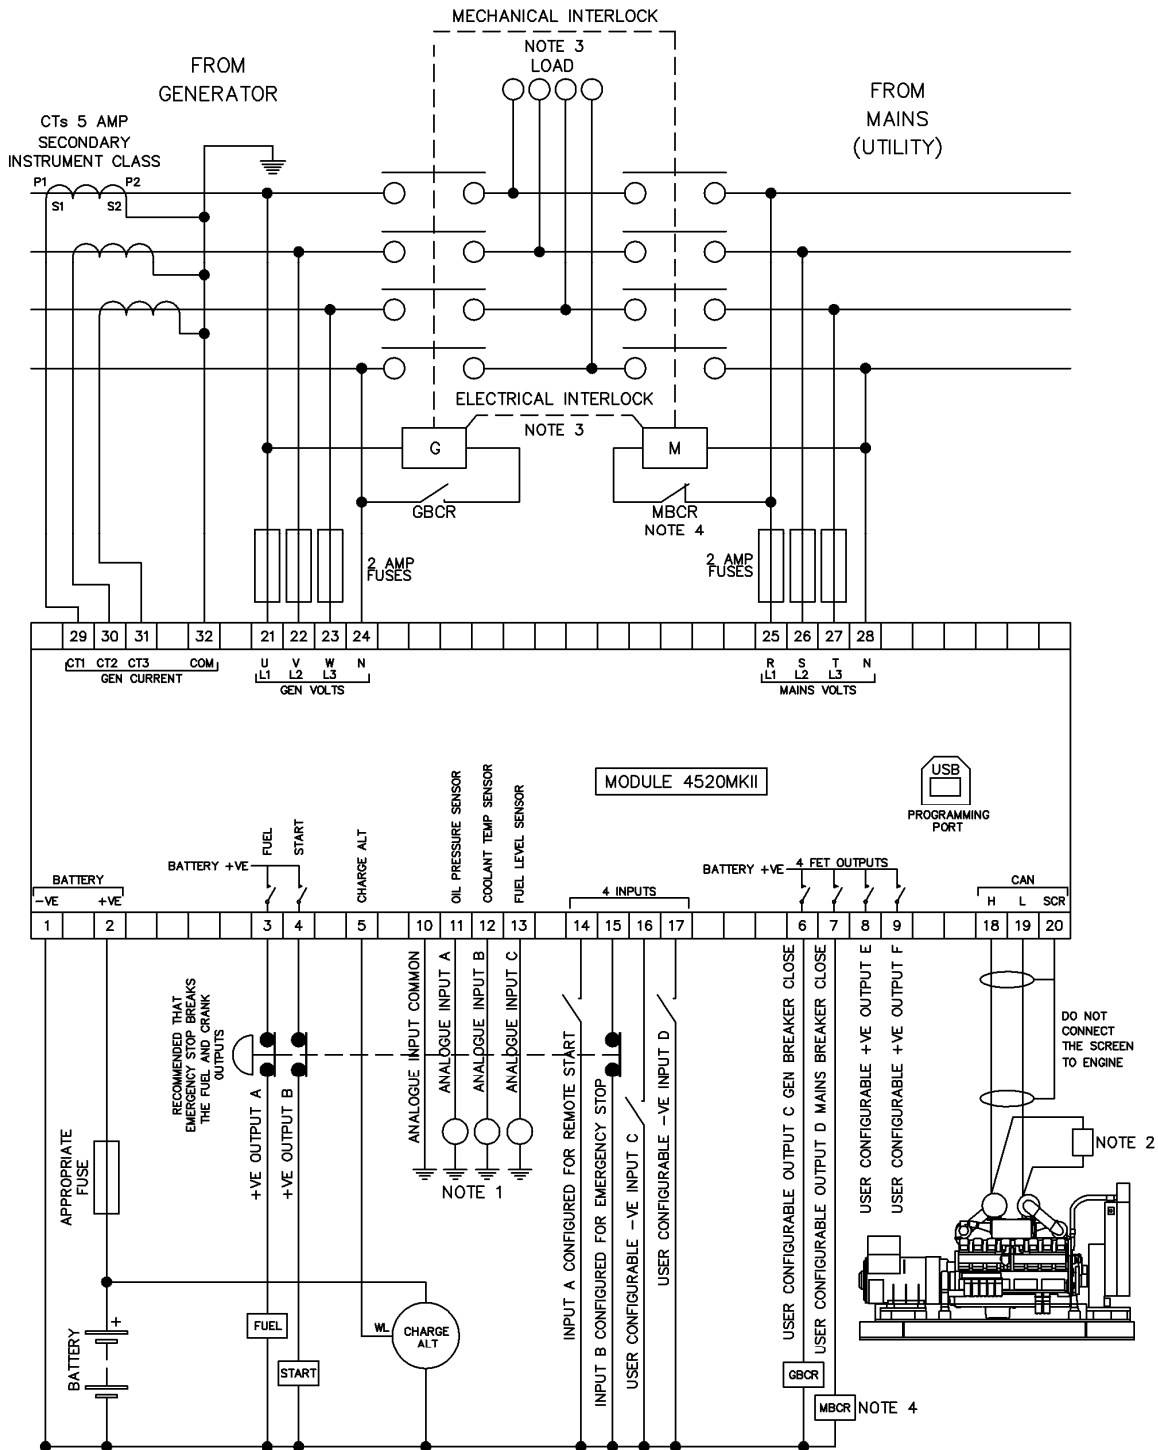 MECHANICAL INTERLOCK
NOTE 3
LOAD
FROM
GENERATOR
FROM
MAINS
(UTILITY)
CTs 5 AMP
SECONDARY
INSTRUMENT CLASS
P1
P2
S1
S2
ELECTRICAL INTERLOCK
NOTE 3
G
M
GBCR
MBCR
NOTE 4
2 AMP
FUSES
2 AMP
FUSES
29 30 31 32 21 22 23 24 25 26 27 28
CT1 CT2 CT3 COM
GEN CURRENT
U V W N
L1 L2 L3
GEN VOLTS
R S T N
L1 L2 L3
MAINS VOLTS
MODULE 4520MKII
USB
PROGRAMMING
PORT
FUEL
START
CHARGE ALT
OIL PRESSURE SENSOR
COOLANT TEMP SENSOR
FUEL LEVEL SENSOR
BATTERY +VE
BATTERY +VE
4 FET OUTPUTS
BATTERY
-VE +VE
4 INPUTS
CAN
H L SCR
1 2 3 4 5 10 11 12 13 14 15 16 17 6 7 8 9 18 19 20
RECOMMENDED THAT
EMERGENCY STOP BREAKS
THE FUEL AND CRANK
OUTPUTS
+VE OUTPUT A
+VE OUTPUT B
ANALOGUE INPUT COMMON
ANALOGUE INPUT A
ANALOGUE INPUT B
ANALOGUE INPUT C
NOTE 1
INPUT A CONFIGURED FOR REMOTE START
INPUT B CONFIGURED FOR EMERGENCY STOP
USER CONFIGURABLE -VE INPUT C
USER CONFIGURABLE -VE INPUT D
USER CONFIGURABLE OUTPUT C GEN BREAKER CLOSE
USER CONFIGURABLE OUTPUT D MAINS BREAKER CLOSE
USER CONFIGURABLE +VE OUTPUT E
USER CONFIGURABLE +VE OUTPUT F
DO NOT
CONNECT
THE SCREEN
TO ENGINE
NOTE 2
APPROPRIATE
FUSE
BATTERY
+
FUEL
START
WL
CHARGE
ALT
GBCR
MBCR
NOTE 4